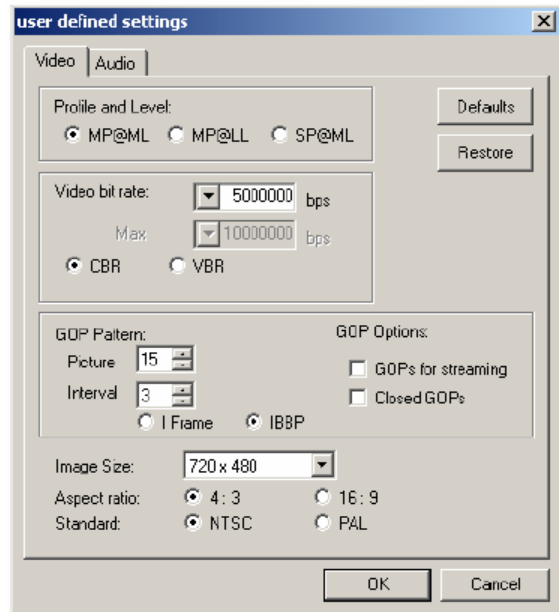 user defined settings
Video Audio
Profile and Level:
MP@ML MP@LL SP@ML
Defaults
Restore
Video bit rate: 5000000 bps
Max 10000000 bps
CBR VBR
GOP Pattern:
Picture 15
Interval 3
I Frame IBBP
GOP Options:
GOPs for streaming
Closed GOPs
Image Size: 720 x 480
Aspect ratio: 4 : 3 16 : 9
Standard: NTSC PAL
OK Cancel